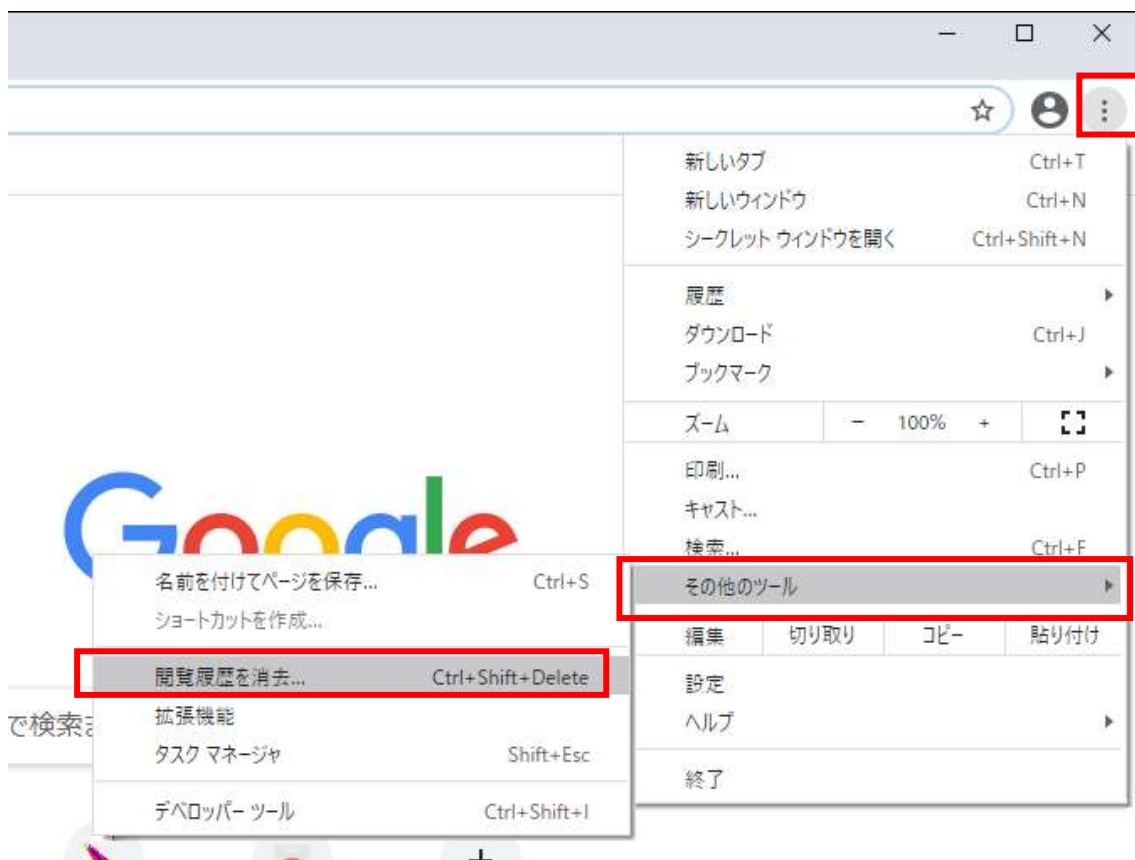 新しいタブ Ctrl+T
新しいウィンドウ Ctrl+N
シークレット ウィンドウを開く Ctrl+Shift+N
履歴
ダウンロード Ctrl+J
ブックマーク
ズーム − 100% +
印刷... Ctrl+P
キャスト...
検索... Ctrl+F
その他のツール
編集 切り取り コピー 貼り付け
設定
ヘルプ
終了
Google
名前を付けてページを保存... Ctrl+S
ショートカットを作成...
閲覧履歴を消去... Ctrl+Shift+Delete
拡張機能
タスク マネージャ Shift+Esc
デベロッパー ツール Ctrl+Shift+I
で検索